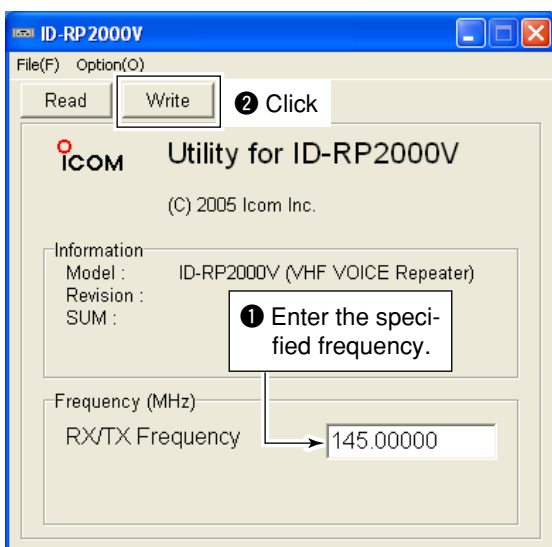 ID-RP2000V
File(F) Option(O)
Read Write ❷ Click
ICOM Utility for ID-RP2000V
(C) 2005 Icom Inc.
Information
Model : ID-RP2000V (VHF VOICE Repeater)
Revision :
SUM :
❶ Enter the speci-
fied frequency.
Frequency (MHz)
RX/TX Frequency 145.00000